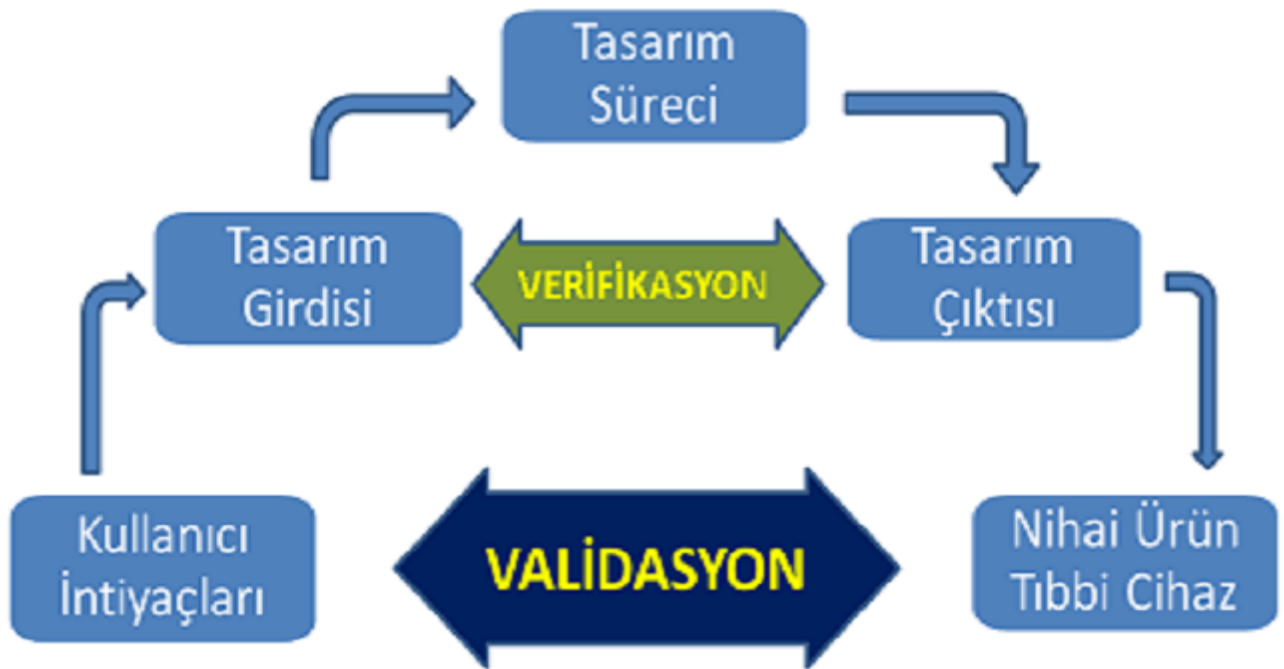 Tasarım
Süreci
Tasarım
Girdisi
VERİFİKASYON
Tasarım
Çıktısı
Kullanıcı
İntiyaçları
VALİDASYON
Nihai Ürün
Tıbbi Cihaz